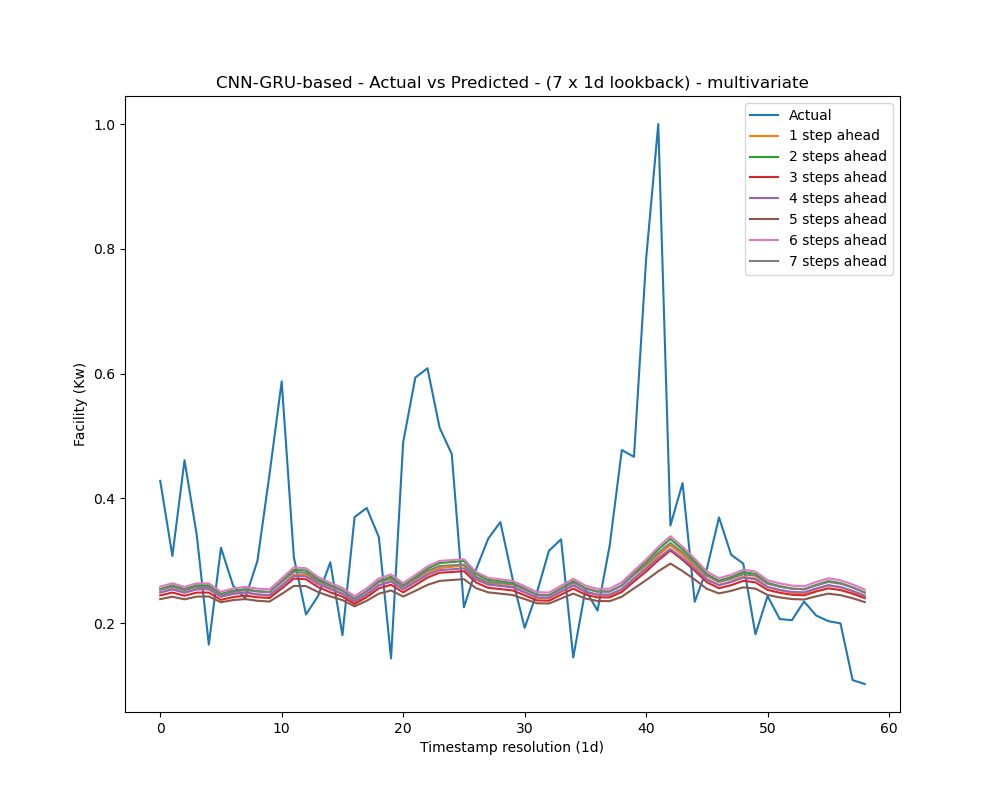 CNN-GRU-based - Actual vs Predicted - (7 x 1d lookback) - multivariate
Actual
1 step ahead
2 steps ahead
3 steps ahead
4 steps ahead
5 steps ahead
6 steps ahead
7 steps ahead
1.0
0.8
0.6
0.4
0.2
Facility (Kw)
0 10 20 30 40 50 60
Timestamp resolution (1d)